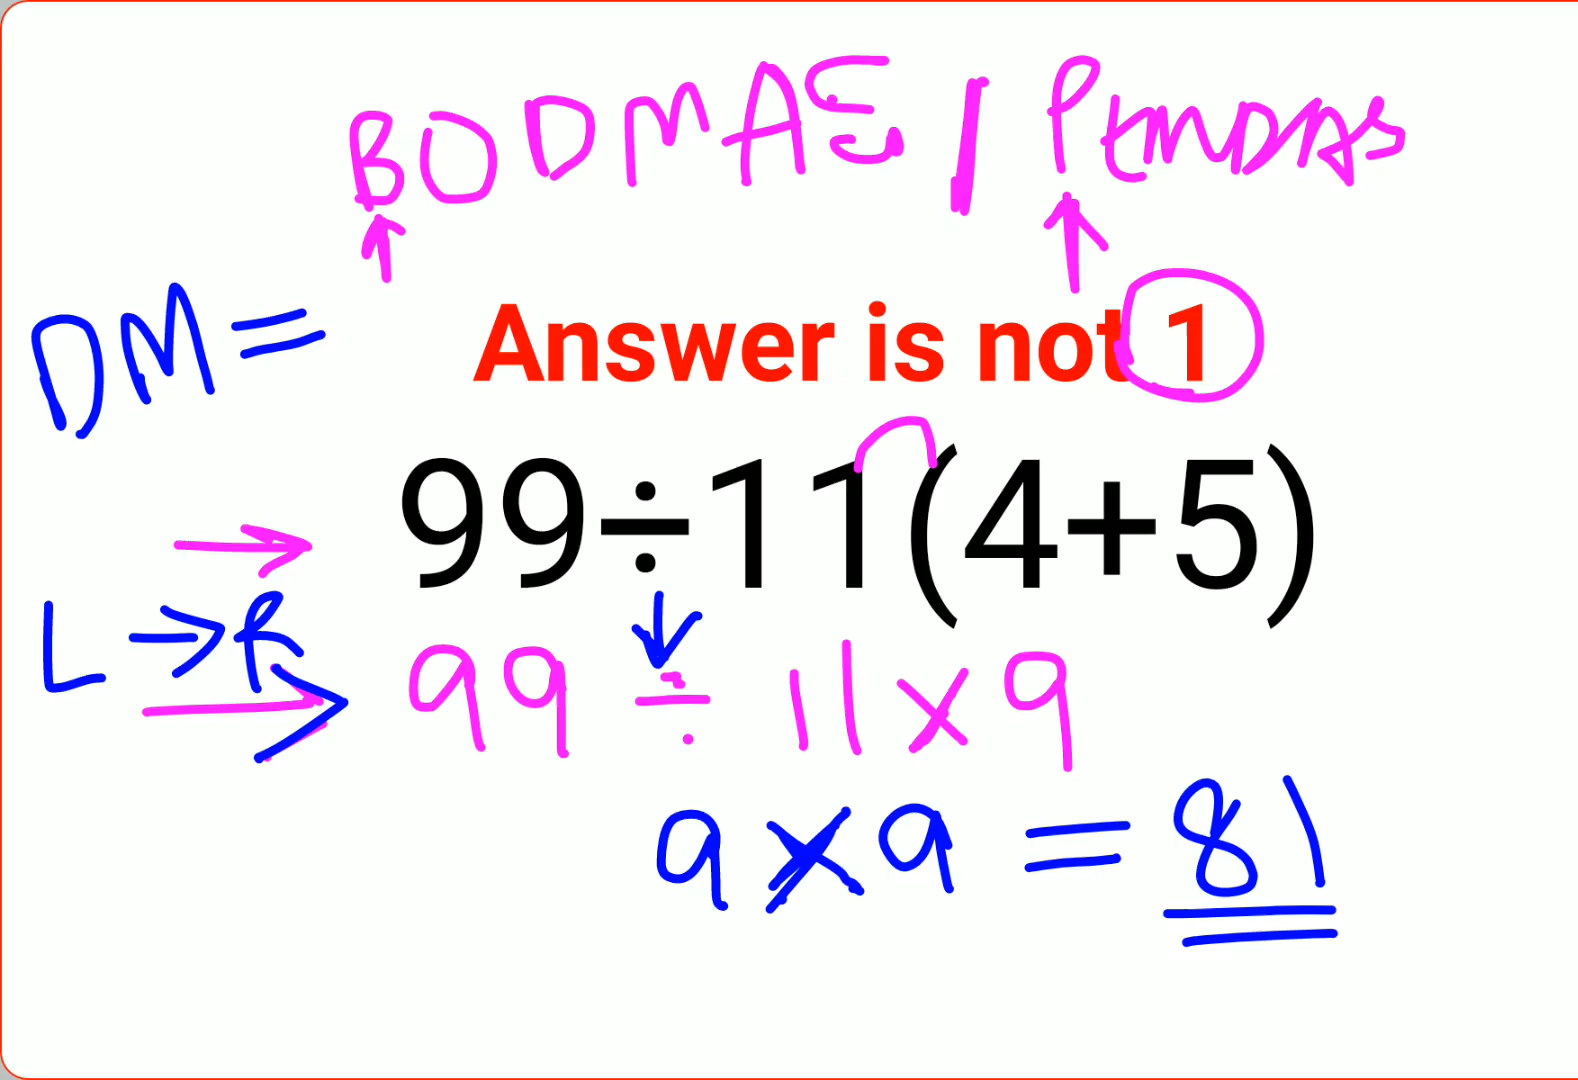 BODMAS / PEMDAS
DM =
Answer is not 1
99÷11(4+5)
L → R
99 ÷ 11 × 9
9 × 9 = 81